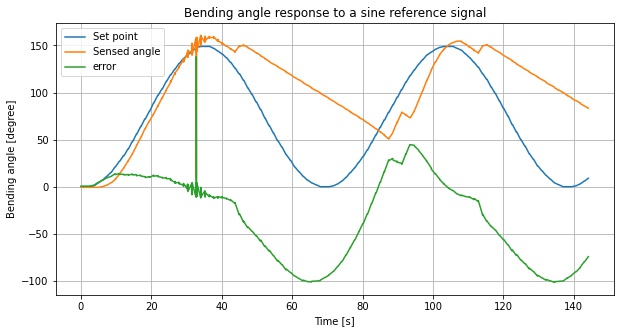 Bending angle response to a sine reference signal
Set point
Sensed angle
error
Bending angle [degree]
150
100
50
0
−50
−100
0 20 40 60 80 100 120 140
Time [s]